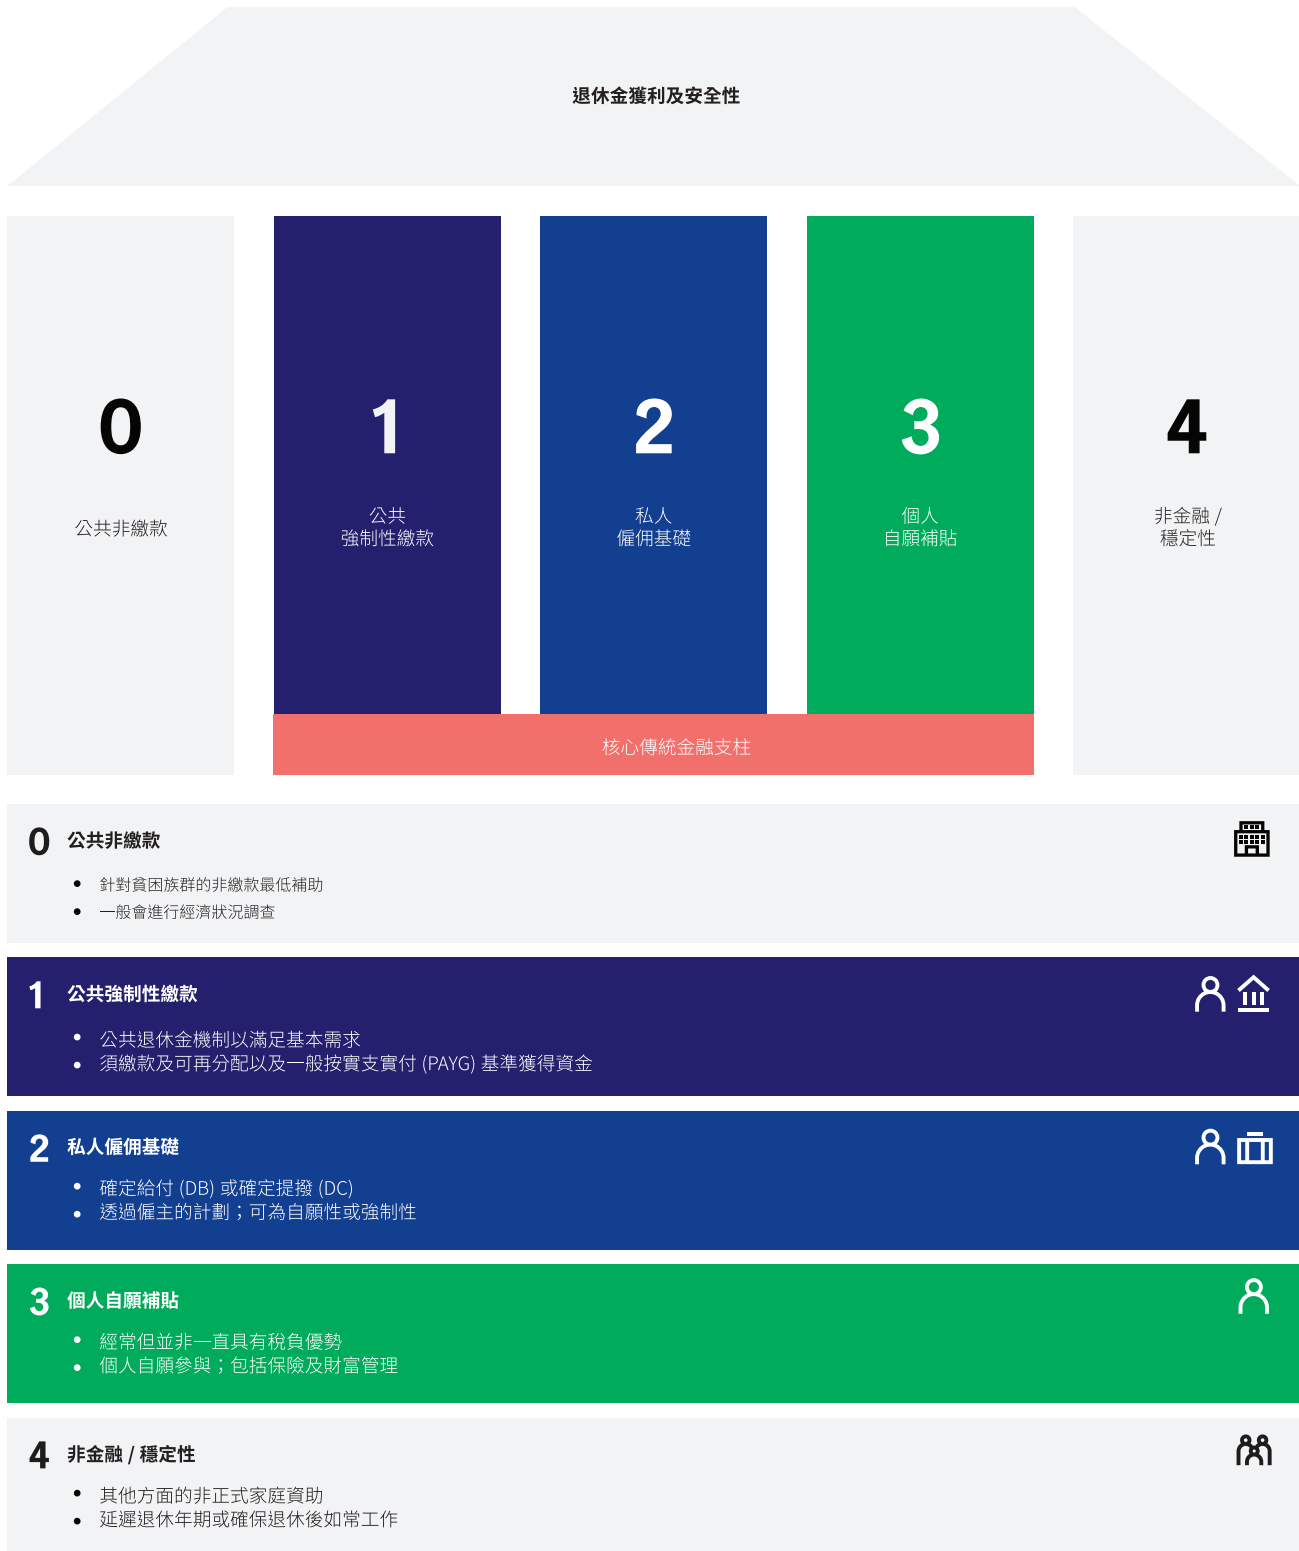 退休金獲利及安全性
0
公共非繳款
1
公共
強制性繳款
2
私人
僱佣基礎
3
個人
自願補貼
4
非金融 /
穩定性
核心傳統金融支柱
0 公共非繳款
• 針對貧困族群的非繳款最低補助
• 一般會進行經濟狀況調查
1 公共強制性繳款
• 公共退休金機制以滿足基本需求
• 須繳款及可再分配以及一般按實支實付 (PAYG) 基準獲得資金
2 私人僱佣基礎
• 確定給付 (DB) 或確定提撥 (DC)
• 透過僱主的計劃；可為自願性或強制性
3 個人自願補貼
• 經常但並非一直具有稅負優勢
• 個人自願參與；包括保險及財富管理
4 非金融 / 穩定性
• 其他方面的非正式家庭資助
• 延遲退休年期或確保退休後如常工作